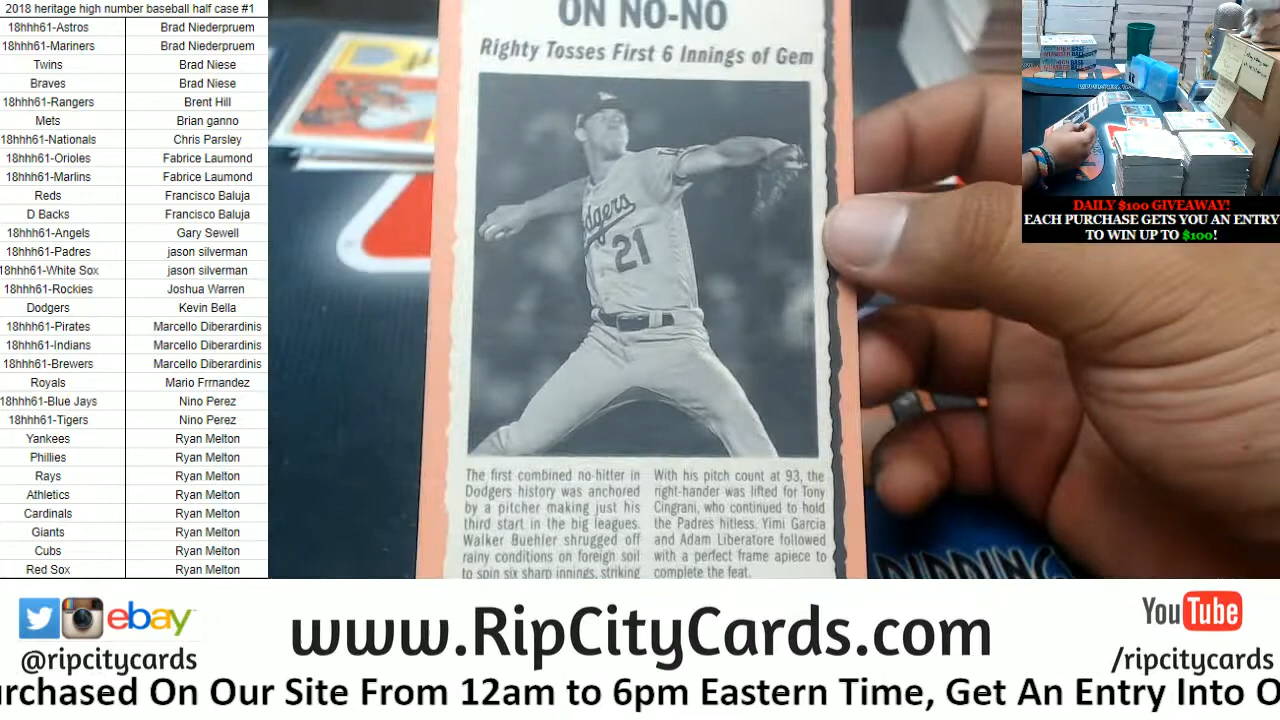 2018 heritage high number baseball half case #1
18hhh61-Astros Brad Niederpruem
18hhh61-Mariners Brad Niederpruem
Twins Brad Niese
Braves Brad Niese
18hhh61-Rangers Brent Hill
Mets Brian ganno
18hhh61-Nationals Chris Parsley
18hhh61-Orioles Fabrice Laumond
18hhh61-Marlins Fabrice Laumond
Reds Francisco Baluja
D Backs Francisco Baluja
18hhh61-Angels Gary Sewell
18hhh61-Padres jason silverman
18hhh61-White Sox jason silverman
18hhh61-Rockies Joshua Warren
Dodgers Kevin Bella
18hhh61-Pirates Marcello Diberardinis
18hhh61-Indians Marcello Diberardinis
18hhh61-Brewers Marcello Diberardinis
Royals Mario Frrnandez
18hhh61-Blue Jays Nino Perez
18hhh61-Tigers Nino Perez
Yankees Ryan Melton
Phillies Ryan Melton
Rays Ryan Melton
Athletics Ryan Melton
Cardinals Ryan Melton
Giants Ryan Melton
Cubs Ryan Melton
Red Sox Ryan Melton
ON NO-NO
Righty Tosses First 6 Innings of Gem
Dodgers
21
The first combined no-hitter in
Dodgers history was anchored
by a pitcher making just his
third start in the big leagues.
Walker Buehler shrugged off
rainy conditions on foreign soil
to spin six sharp innings, striking
With his pitch count at 93, the
right-hander was lifted for Tony
Cingrani, who continued to hold
the Padres hitless. Yimi Garcia
and Adam Liberatore followed
with a perfect frame apiece to
complete the feat.
DAILY $100 GIVEAWAY!
EACH PURCHASE GETS YOU AN ENTRY
TO WIN UP TO $100!
RIPPING
ebay
@ripcitycards
www.RipCityCards.com
YouTube
/ripcitycards
urchased On Our Site From 12am to 6pm Eastern Time, Get An Entry Into O